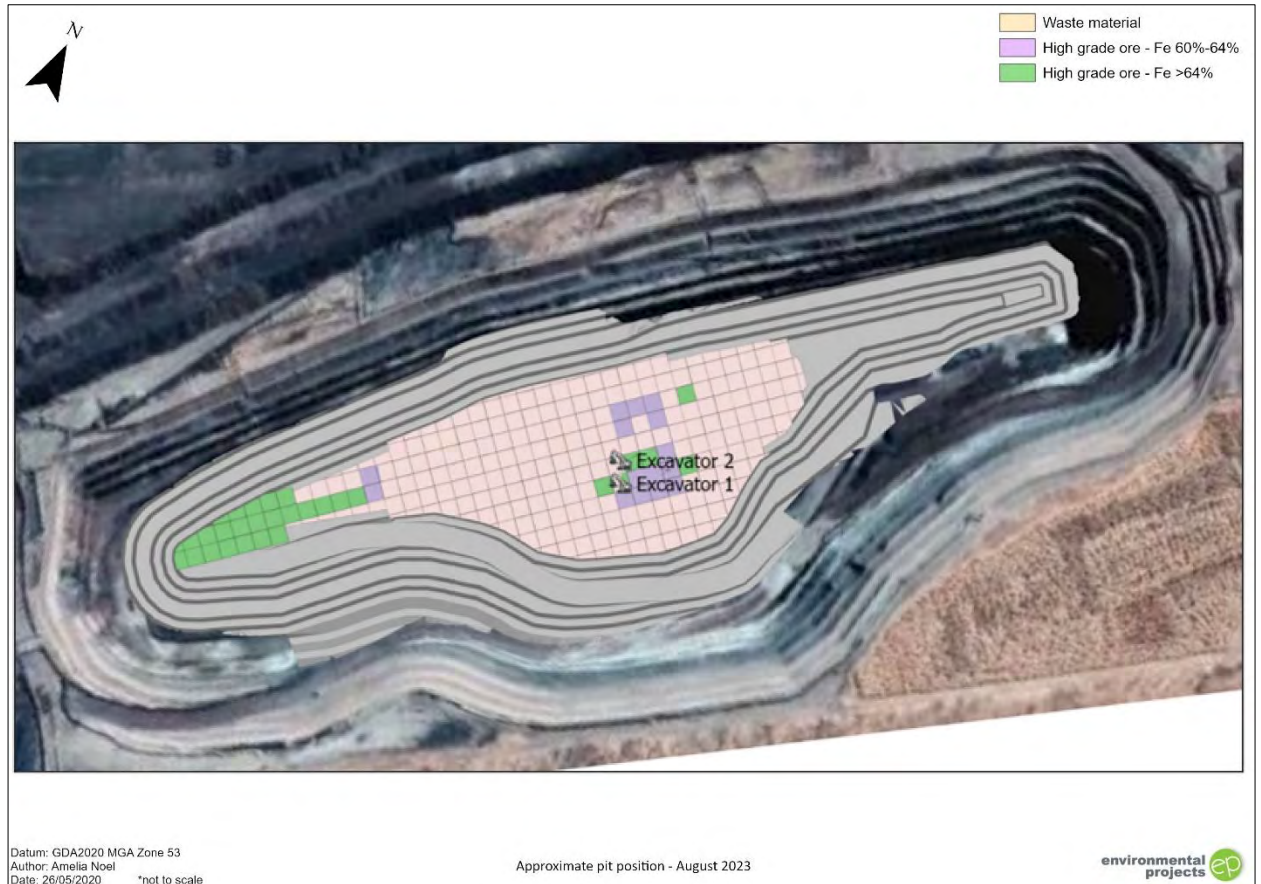 N
Waste material
High grade ore - Fe 60%-64%
High grade ore - Fe >64%
Excavator 2
Excavator 1
Datum: GDA2020 MGA Zone 53
Author: Amelia Noel
Date: 26/05/2020 *not to scale
Approximate pit position - August 2023
environmental
projects
ep